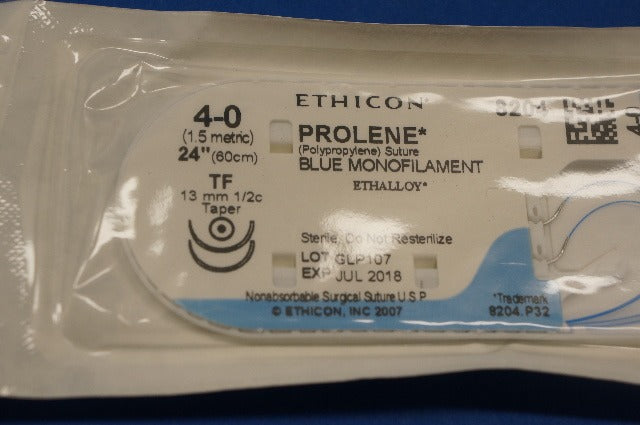 ETHICON
8204
4-0
(1.5 metric)
24" (60cm)
TF
13 mm 1/2c
Taper
PROLENE*
(Polypropylene) Suture
BLUE MONOFILAMENT
ETHALLOY*
Sterile, Do Not Resterilize
LOT GLP107
EXP JUL 2018
Nonabsorbable Surgical Suture U S P
© ETHICON, INC 2007
*Trademark
8204.P32